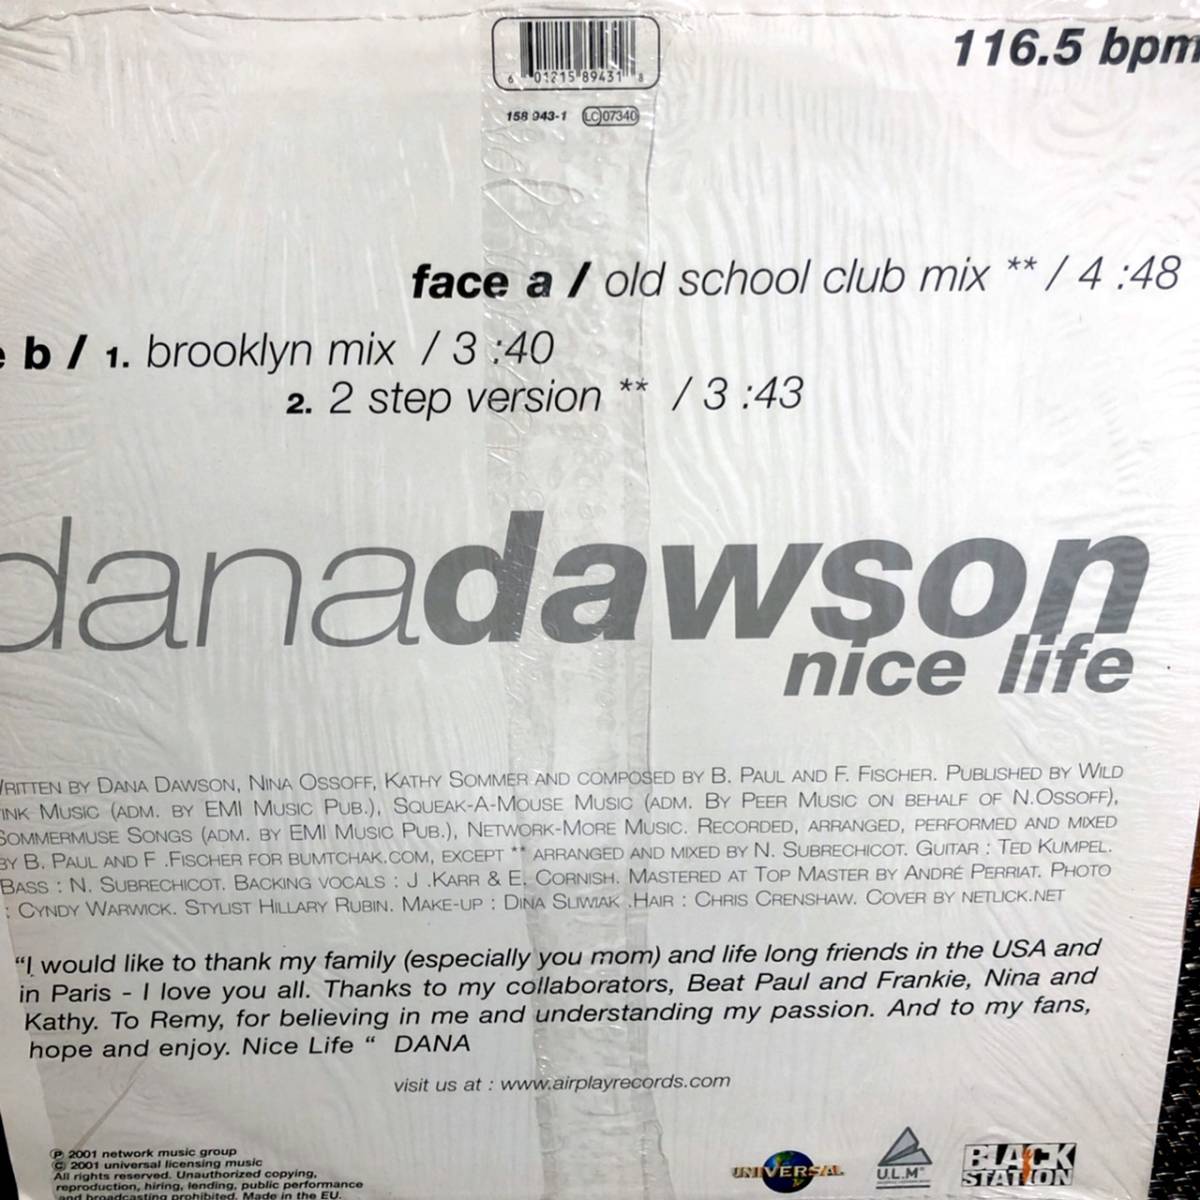 6 01215 89431 8
116.5 bpm
158 943-1 LC 07340
face a / old school club mix ** / 4 :48
e b / 1. brooklyn mix / 3 :40
2. 2 step version ** / 3 :43
danadawson
nice life
WRITTEN BY DANA DAWSON, NINA OSSOFF, KATHY SOMMER AND COMPOSED BY B. PAUL AND F. FISCHER. PUBLISHED BY WILD
INK MUSIC (ADM. BY EMI MUSIC PUB.), SQUEAK-A-MOUSE MUSIC (ADM. BY PEER MUSIC ON BEHALF OF N.OSSOFF),
SOMMERMUSE SONGS (ADM. BY EMI MUSIC PUB.), NETWORK-MORE MUSIC. RECORDED, ARRANGED, PERFORMED AND MIXED
BY B. PAUL AND F .FISCHER FOR BUMTCHAK.COM, EXCEPT ** ARRANGED AND MIXED BY N. SUBRECHICOT. GUITAR : TED KUMPEL.
BASS : N. SUBRECHICOT. BACKING VOCALS : J .KARR & E. CORNISH. MASTERED AT TOP MASTER BY ANDRÉ PERRIAT. PHOTO
: CYNDY WARWICK. STYLIST HILLARY RUBIN. MAKE-UP : DINA SLIWIAK .HAIR : CHRIS CRENSHAW. COVER BY NETLICK.NET
“I would like to thank my family (especially you mom) and life long friends in the USA and
in Paris - I love you all. Thanks to my collaborators, Beat Paul and Frankie, Nina and
Kathy. To Remy, for believing in me and understanding my passion. And to my fans,
hope and enjoy. Nice Life “ DANA
visit us at : www.airplayrecords.com
℗ 2001 network music group
© 2001 universal licensing music
All rights reserved. Unauthorized copying,
reproduction, hiring, lending, public performance
and broadcasting prohibited. Made in the EU.
UNIVERSAL
U.L.M
BLACK
STATION